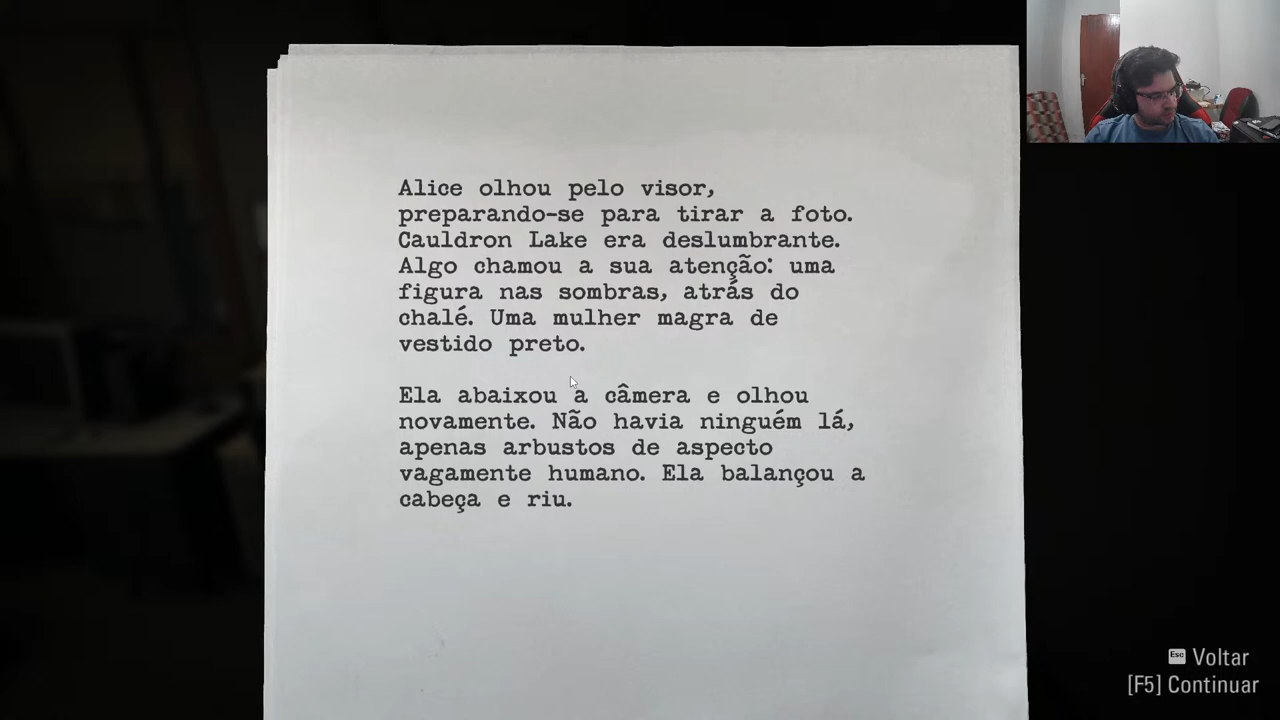 Alice olhou pelo visor,
preparando-se para tirar a foto.
Cauldron Lake era deslumbrante.
Algo chamou a sua atenção: uma
figura nas sombras, atrás do
chalé. Uma mulher magra de
vestido preto.
Ela abaixou a câmera e olhou
novamente. Não havia ninguém lá,
apenas arbustos de aspecto
vagamente humano. Ela balançou a
cabeça e riu.
Esc Voltar
[F5] Continuar